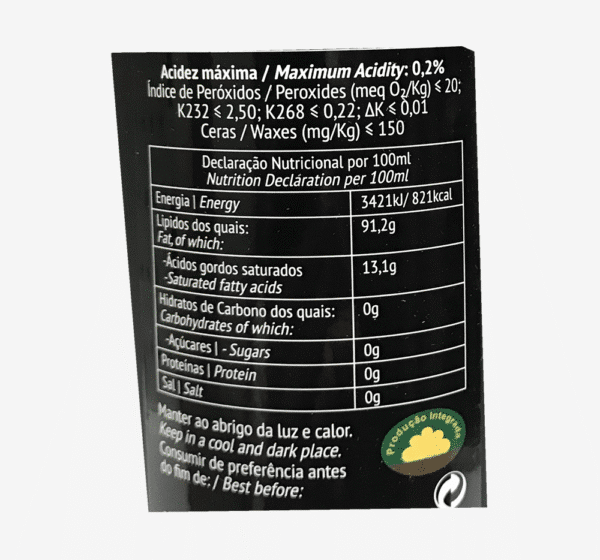 Acidez máxima / Maximum Acidity: 0,2%
Índice de Peróxidos / Peroxides (meq O₂/Kg) ≤ 20;
K232 ≤ 2,50; K268 ≤ 0,22; ΔK ≤ 0,01
Ceras / Waxes (mg/Kg) ≤ 150
Declaração Nutricional por 100ml
Nutrition Decláration per 100ml
Energia | Energy 3421kJ/ 821kcal
Lipidos dos quais: 91,2g
Fat, of which:
-Ácidos gordos saturados 13,1g
-Saturated fatty acids
Hidratos de Carbono dos quais: 0g
Carbohydrates of which:
-Açúcares | - Sugars 0g
Proteínas | Protein 0g
Sal | Salt 0g
Manter ao abrigo da luz e calor.
Keep in a cool and dark place.
Consumir de preferência antes
do fim de: / Best before:
Produção Integrada